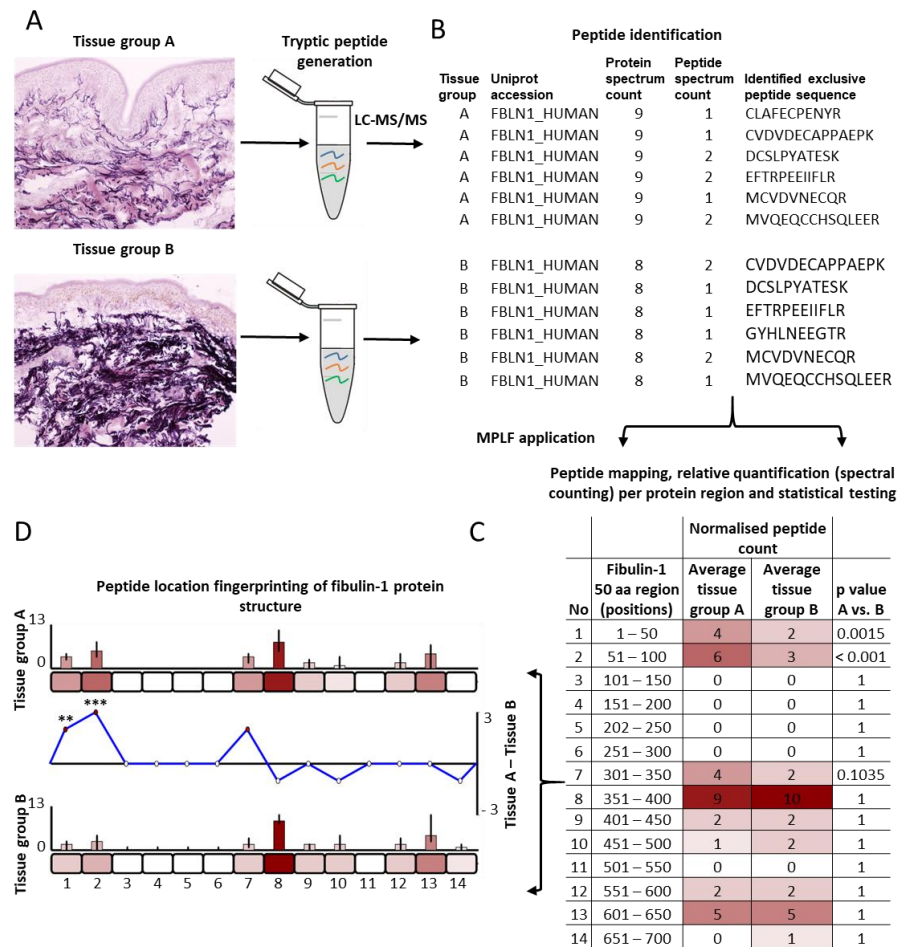 A
Tissue group A
Tryptic peptide
generation
LC-MS/MS
Tissue group B
B
Peptide identification
Tissue group Uniprot accession Protein spectrum count Peptide spectrum count Identified exclusive peptide sequence
A FBLN1_HUMAN 9 1 CLAFECPENYR
A FBLN1_HUMAN 9 1 CVDVDECAPPAEPK
A FBLN1_HUMAN 9 2 DCSLPYATESK
A FBLN1_HUMAN 9 2 EFTRPEEIIFLR
A FBLN1_HUMAN 9 1 MCVDVNECQR
A FBLN1_HUMAN 9 2 MVQEQCCHSQLEER
B FBLN1_HUMAN 8 2 CVDVDECAPPAEPK
B FBLN1_HUMAN 8 1 DCSLPYATESK
B FBLN1_HUMAN 8 1 EFTRPEEIIFLR
B FBLN1_HUMAN 8 1 GYHLNEEGTR
B FBLN1_HUMAN 8 2 MCVDVNECQR
B FBLN1_HUMAN 8 1 MVQEQCCHSQLEER
MPLF application
Peptide mapping, relative quantification (spectral
counting) per protein region and statistical testing
C
Normalised peptide
count
No Fibulin-1 50 aa region (positions) Average tissue group A Average tissue group B p value A vs. B
1 1 – 50 4 2 0.0015
2 51 – 100 6 3 < 0.001
3 101 – 150 0 0 1
4 151 – 200 0 0 1
5 202 – 250 0 0 1
6 251 – 300 0 0 1
7 301 – 350 4 2 0.1035
8 351 – 400 9 10 1
9 401 – 450 2 2 1
10 451 – 500 1 2 1
11 501 – 550 0 0 1
12 551 – 600 2 2 1
13 601 – 650 5 5 1
14 651 – 700 0 1 1
D
Peptide location fingerprinting of fibulin-1 protein
structure
Tissue group A
13
0
** ***
3
- 3
Tissue A – Tissue B
Tissue group B
13
0
1 2 3 4 5 6 7 8 9 10 11 12 13 14